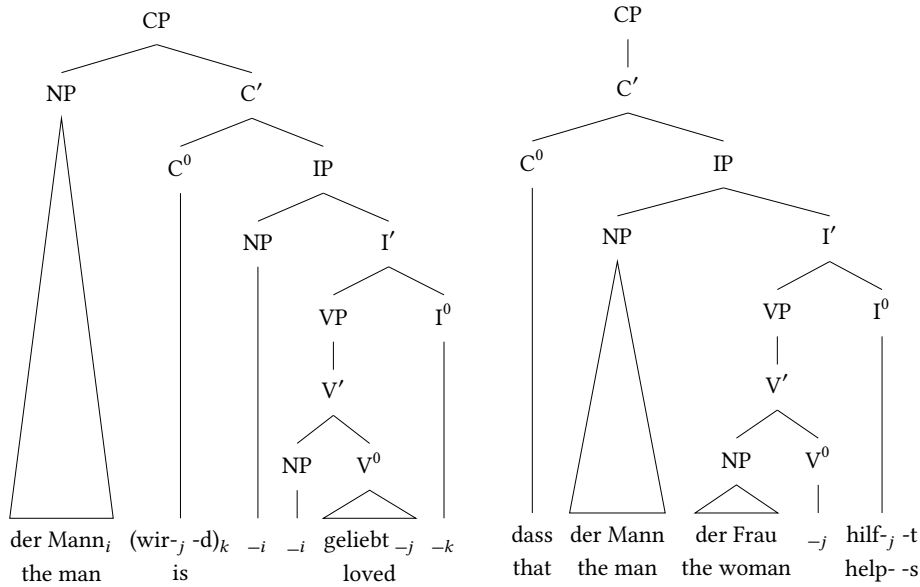 CP
NP C′
C⁰ IP
NP I′
VP I⁰
V′
NP V⁰
der Mannᵢ (wir-ⱼ -d)ₖ _ᵢ _ᵢ geliebt _ⱼ _ₖ
the man is loved
CP
C′
C⁰ IP
NP I′
VP I⁰
V′
NP V⁰
dass der Mann der Frau _ⱼ hilf-ⱼ -t
that the man the woman help- -s